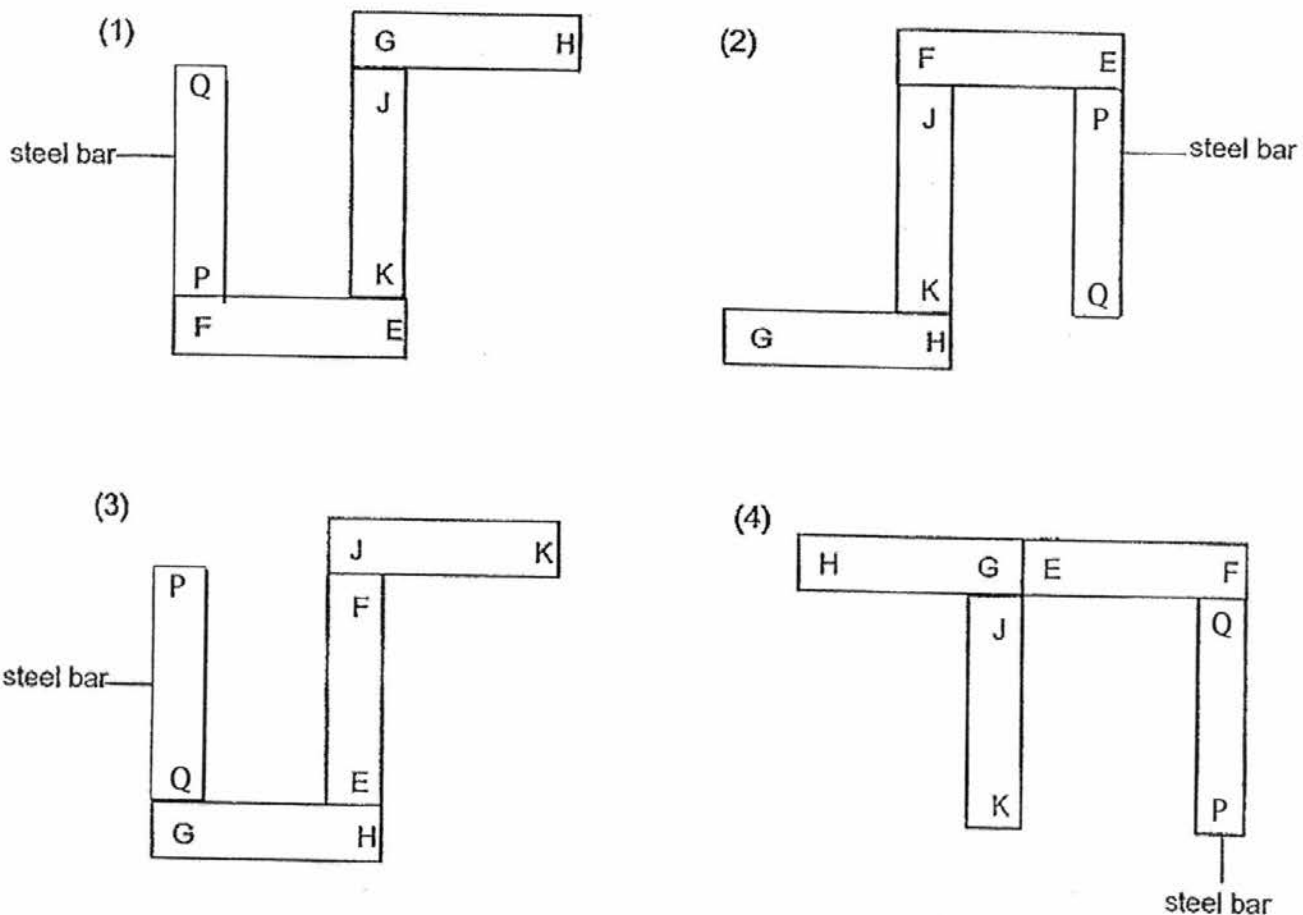 (1)
G H
Q
J
steel bar
P
K
F E
(2)
F E
J P
steel bar
K Q
G H
(3)
J K
P
F
steel bar
Q E
G H
(4)
H G E F
J Q
K P
steel bar